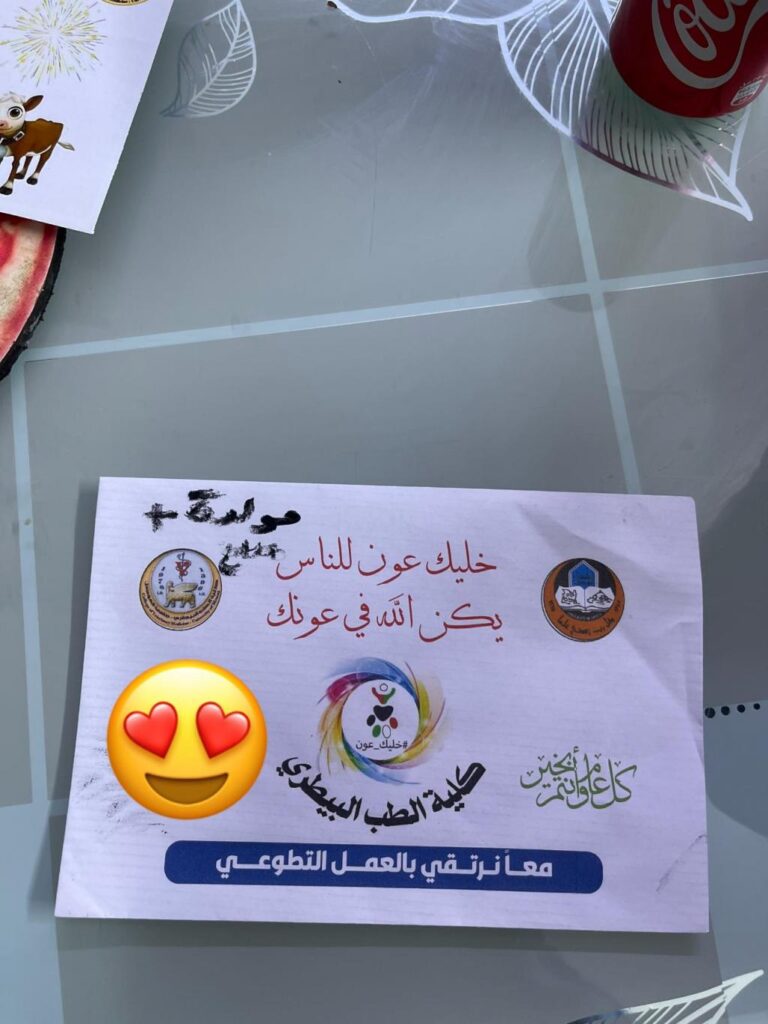 +
خليك عون للناس
يكن الله في عونك
#خليك_عون
كلية الطب البيطري
كل عام وأنتم بخير
معاً نرتقي بالعمل التطوعي